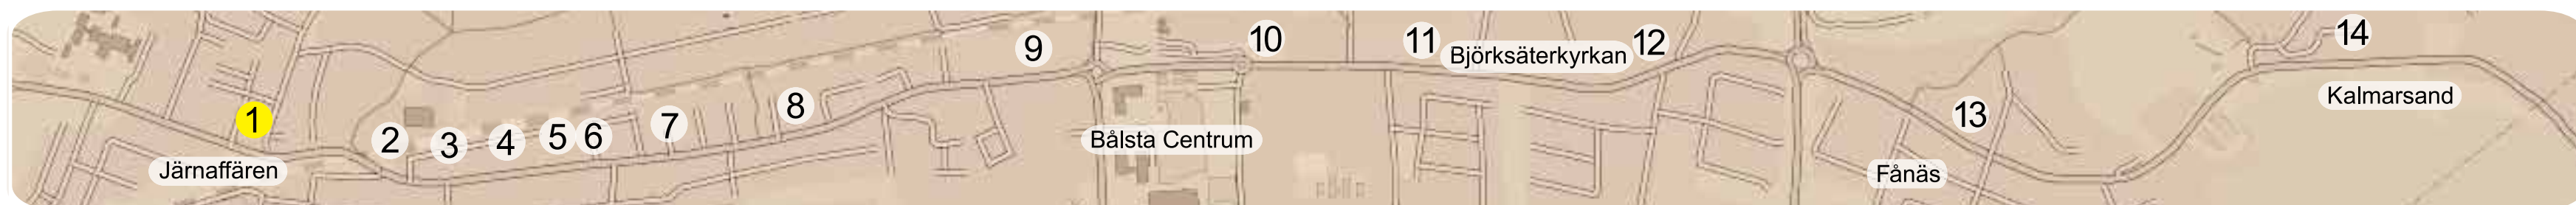 1
Järnaffären
2
3
4
5
6
7
8
9
Bålsta Centrum
10
11
Björksäterkyrkan
12
13
Fånäs
14
Kalmarsand